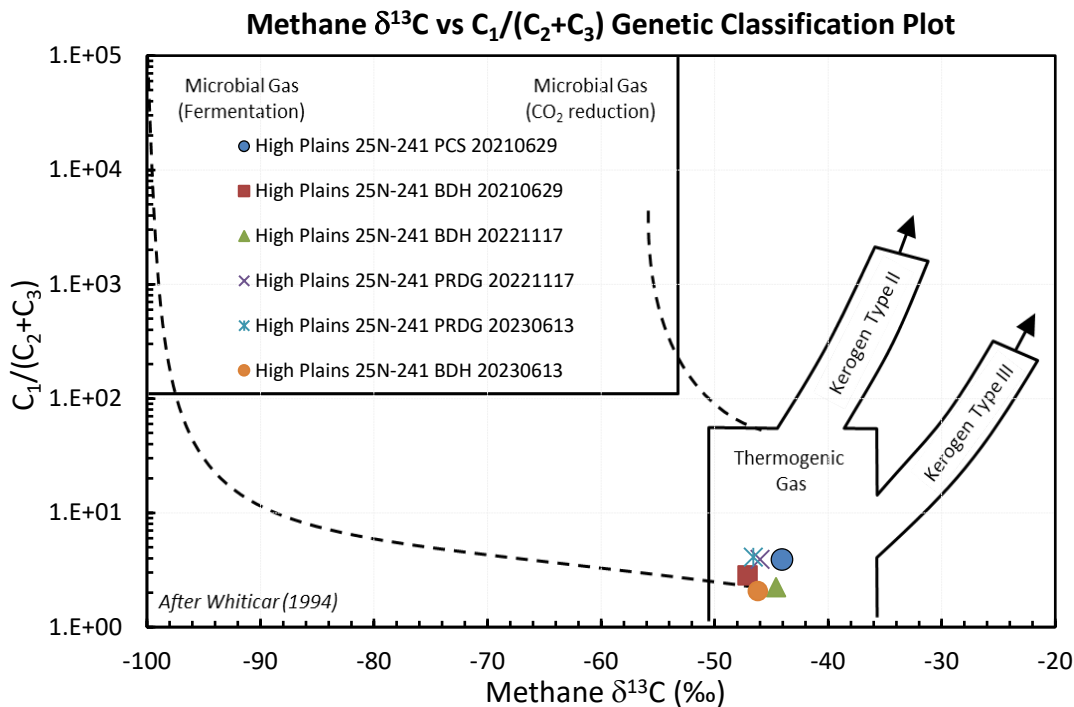 Methane δ¹³C vs C₁/(C₂+C₃) Genetic Classification Plot
C₁/(C₂+C₃)
1.E+05
1.E+04
1.E+03
1.E+02
1.E+01
1.E+00
Microbial Gas
(Fermentation)
Microbial Gas
(CO₂ reduction)
High Plains 25N-241 PCS 20210629
High Plains 25N-241 BDH 20210629
High Plains 25N-241 BDH 20221117
High Plains 25N-241 PRDG 20221117
High Plains 25N-241 PRDG 20230613
High Plains 25N-241 BDH 20230613
Kerogen Type II
Kerogen Type III
Thermogenic
Gas
After Whiticar (1994)
-100 -90 -80 -70 -60 -50 -40 -30 -20
Methane δ¹³C (‰)